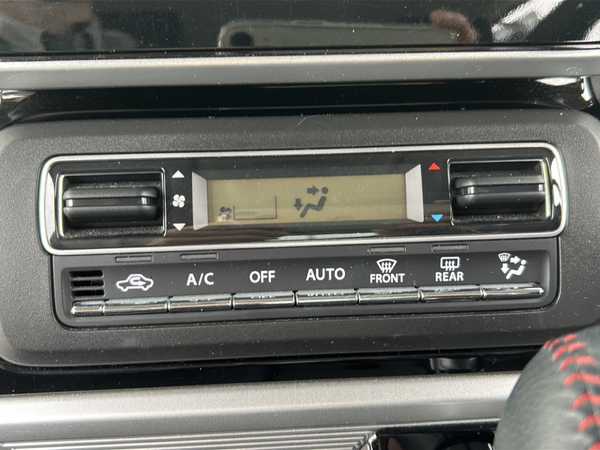 A/C OFF AUTO FRONT REAR